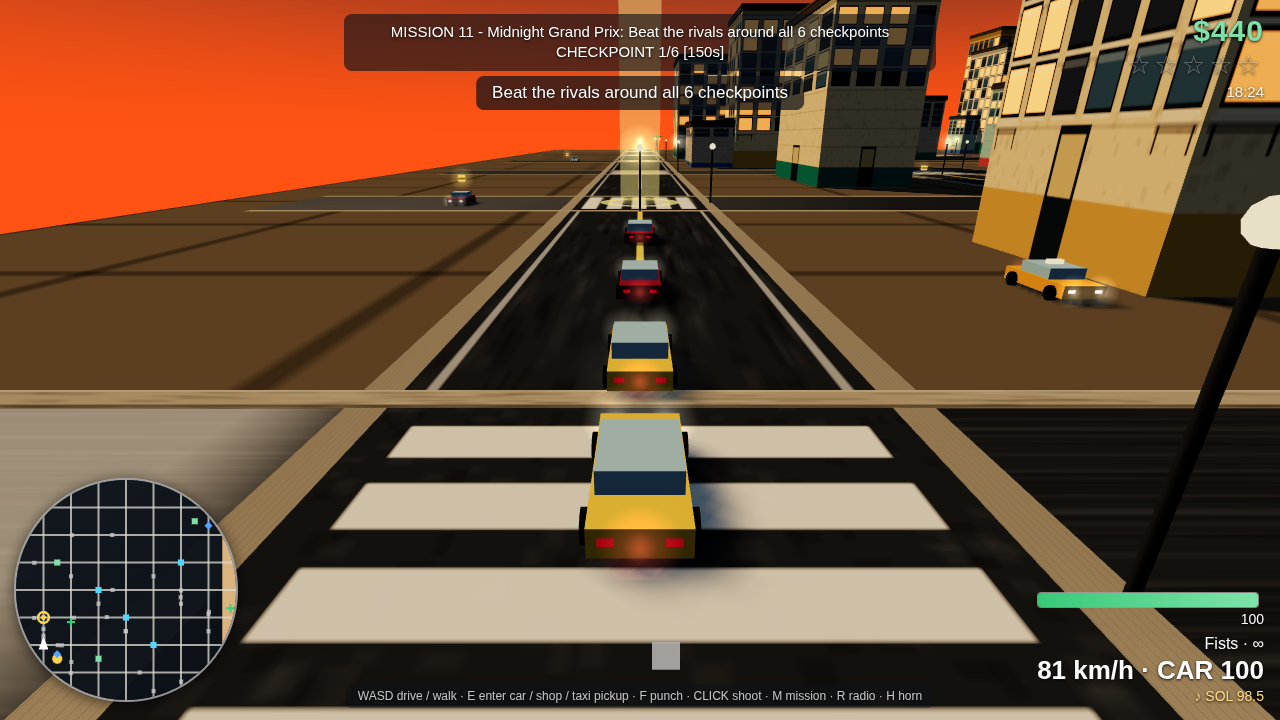 MISSION 11 - Midnight Grand Prix: Beat the rivals around all 6 checkpoints
CHECKPOINT 1/6 [150s]
Beat the rivals around all 6 checkpoints
$440
☆ ☆ ☆ ☆ ☆
18:24
100
Fists · ∞
81 km/h · CAR 100
♪ SOL 98.5
WASD drive / walk · E enter car / shop / taxi pickup · F punch · CLICK shoot · M mission · R radio · H horn